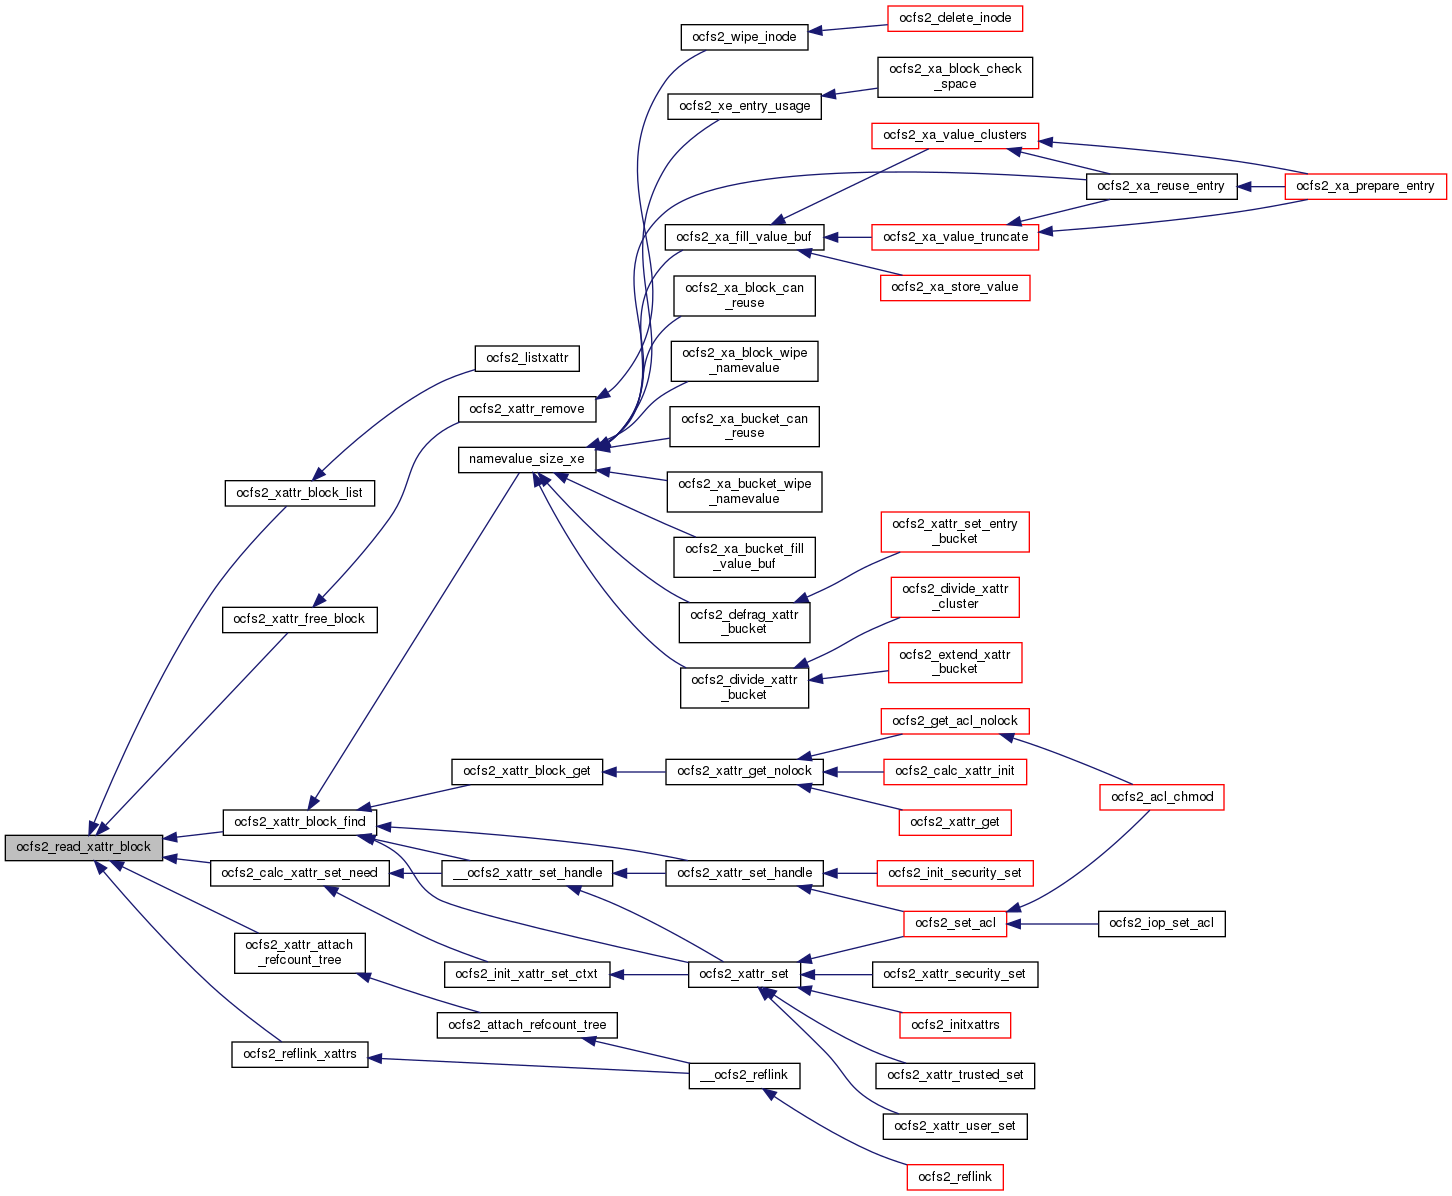 ocfs2_read_xattr_block
ocfs2_xattr_block_list
ocfs2_xattr_free_block
ocfs2_xattr_block_find
ocfs2_calc_xattr_set_need
ocfs2_xattr_attach
_refcount_tree
ocfs2_reflink_xattrs
ocfs2_listxattr
ocfs2_xattr_remove
namevalue_size_xe
ocfs2_xattr_block_get
__ocfs2_xattr_set_handle
ocfs2_init_xattr_set_ctxt
ocfs2_attach_refcount_tree
ocfs2_wipe_inode
ocfs2_xe_entry_usage
ocfs2_xa_fill_value_buf
ocfs2_xa_block_can
_reuse
ocfs2_xa_block_wipe
_namevalue
ocfs2_xa_bucket_can
_reuse
ocfs2_xa_bucket_wipe
_namevalue
ocfs2_xa_bucket_fill
_value_buf
ocfs2_defrag_xattr
_bucket
ocfs2_divide_xattr
_bucket
ocfs2_xattr_get_nolock
ocfs2_xattr_set_handle
ocfs2_xattr_set
__ocfs2_reflink
ocfs2_delete_inode
ocfs2_xa_block_check
_space
ocfs2_xa_value_clusters
ocfs2_xa_value_truncate
ocfs2_xa_store_value
ocfs2_xattr_set_entry
_bucket
ocfs2_divide_xattr
_cluster
ocfs2_extend_xattr
_bucket
ocfs2_get_acl_nolock
ocfs2_calc_xattr_init
ocfs2_xattr_get
ocfs2_init_security_set
ocfs2_set_acl
ocfs2_xattr_security_set
ocfs2_initxattrs
ocfs2_xattr_trusted_set
ocfs2_xattr_user_set
ocfs2_reflink
ocfs2_xa_reuse_entry
ocfs2_acl_chmod
ocfs2_iop_set_acl
ocfs2_xa_prepare_entry